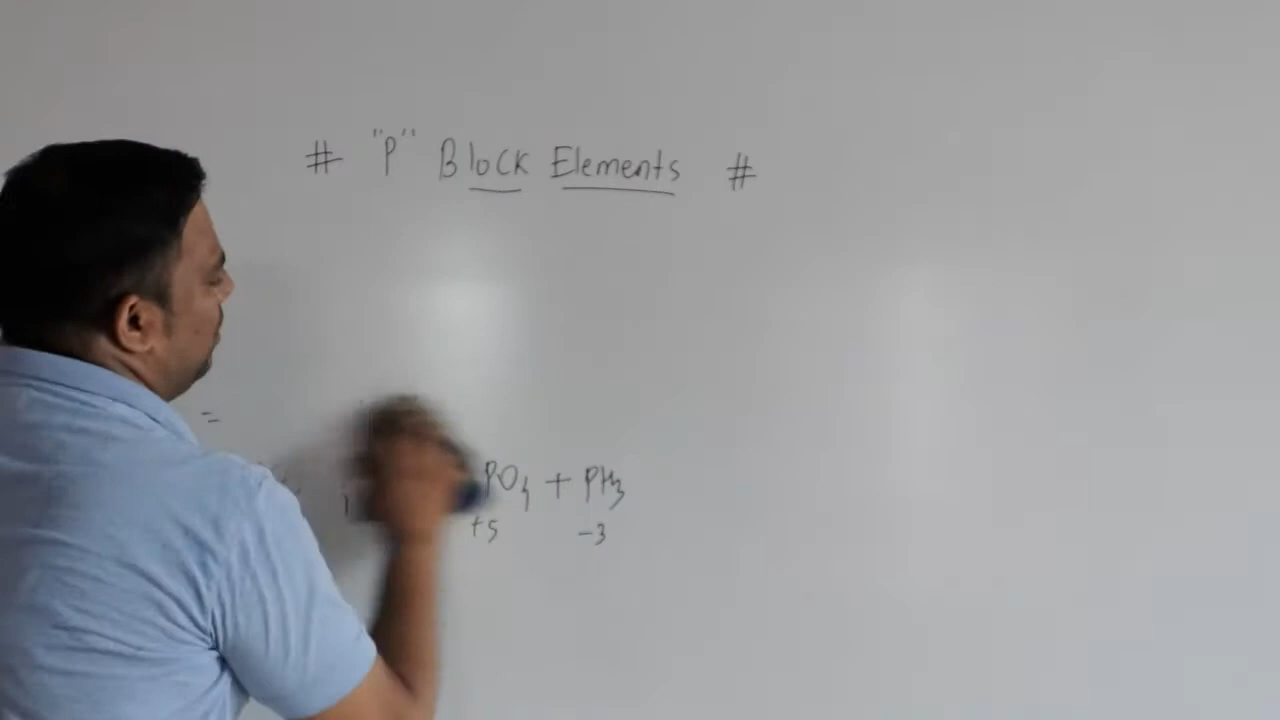 # "P" Block Elements #
=
PO4 + PH3
+5 -3